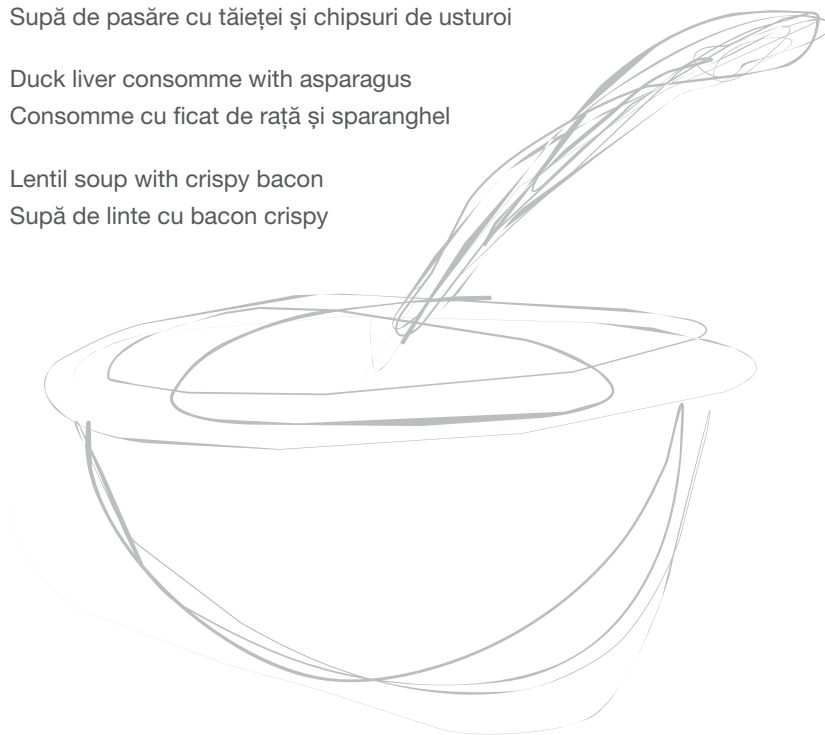 Supă de pasăre cu tăieței și chipsuri de usturoi
Duck liver consomme with asparagus
Consomme cu ficat de rață și sparanghel
Lentil soup with crispy bacon
Supă de linte cu bacon crispy